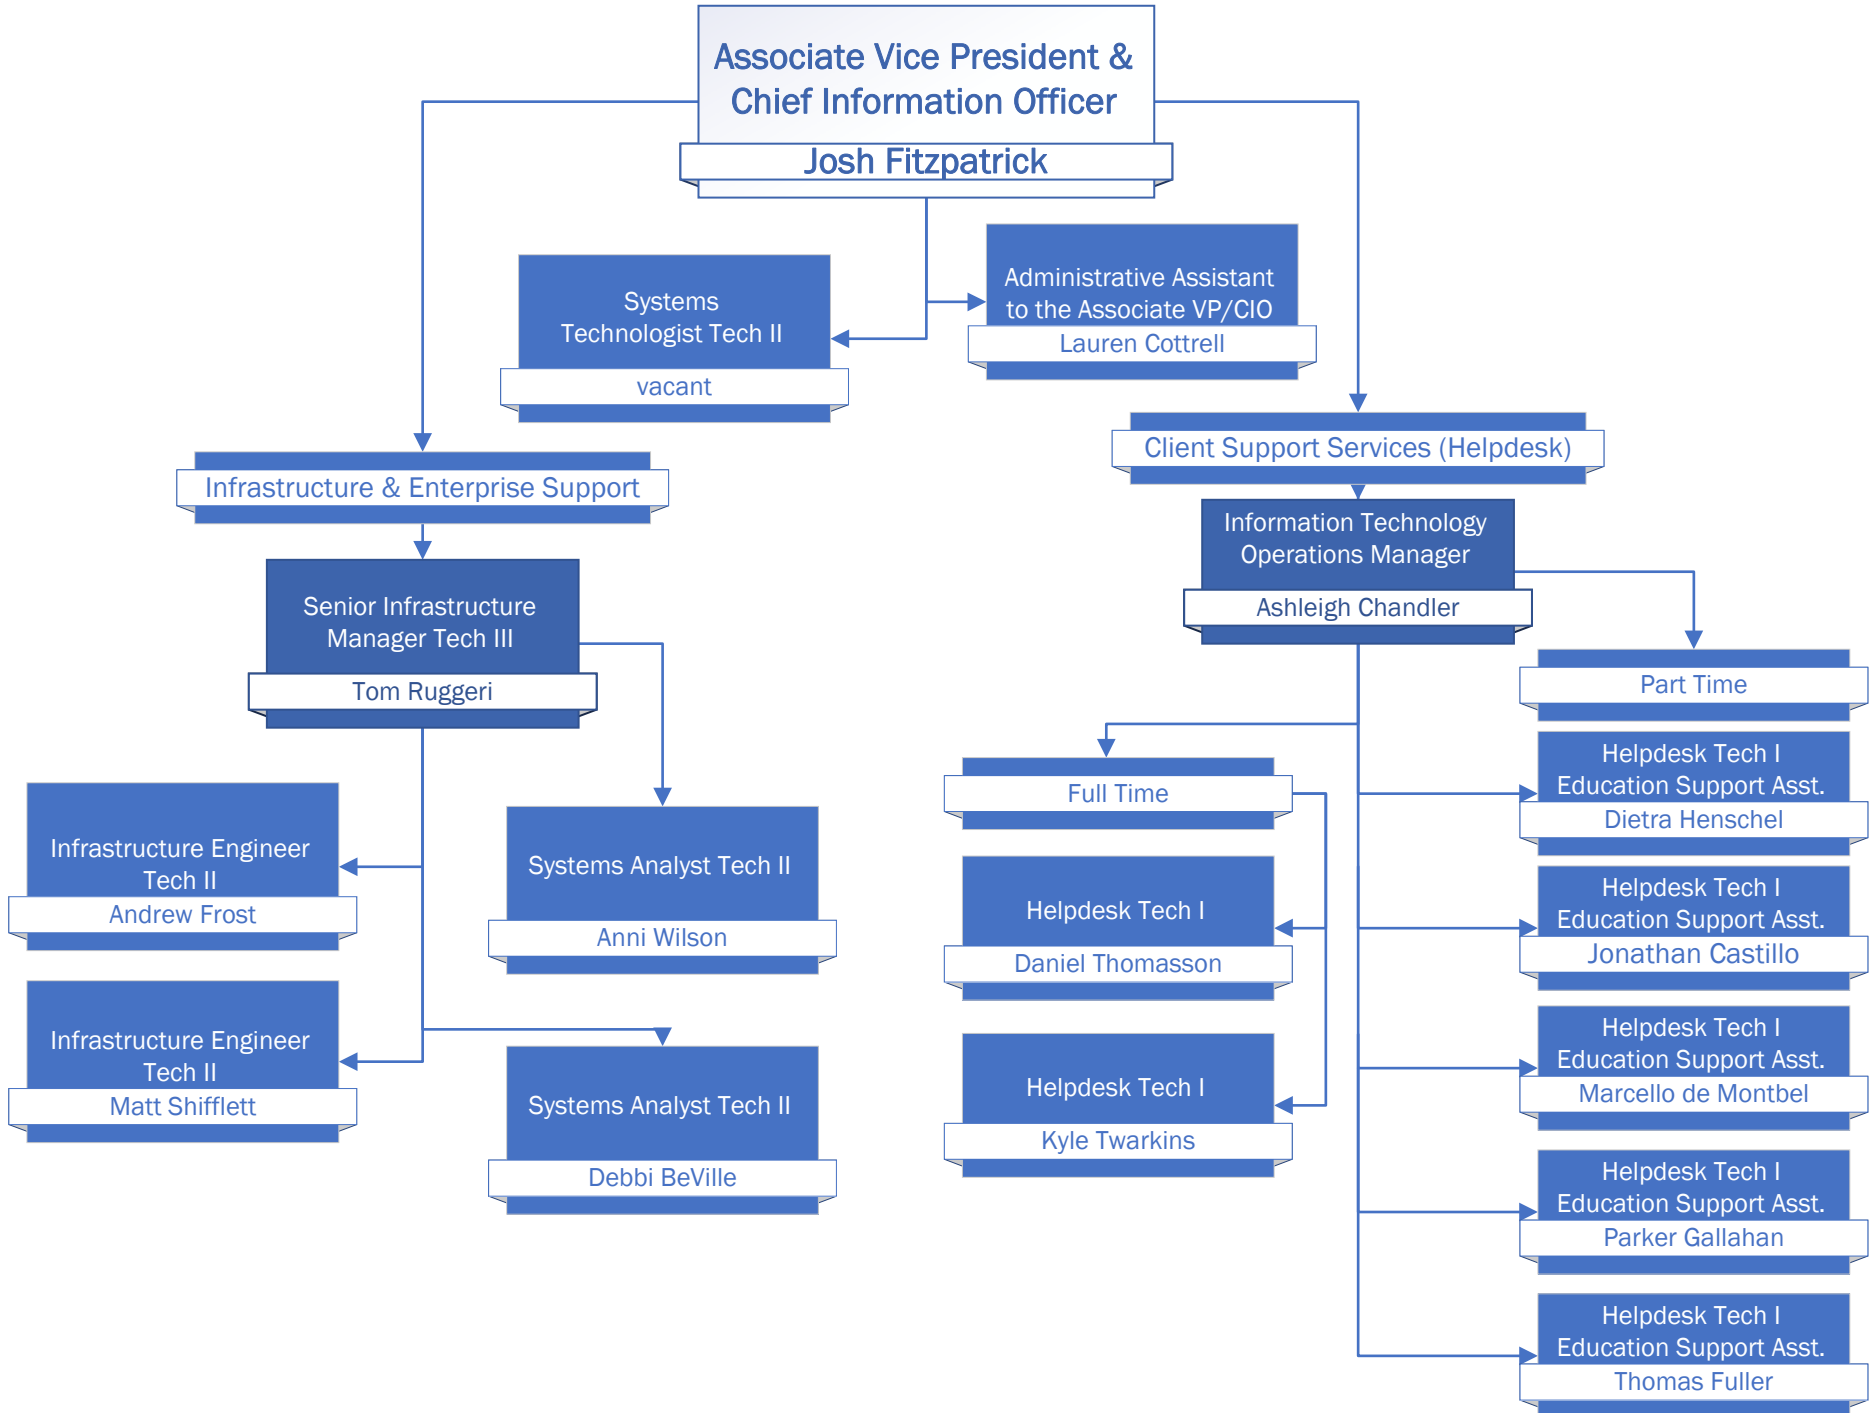 Associate Vice President &
Chief Information Officer
Josh Fitzpatrick
Systems
Technologist Tech II
vacant
Administrative Assistant
to the Associate VP/CIO
Lauren Cottrell
Infrastructure & Enterprise Support
Senior Infrastructure
Manager Tech III
Tom Ruggeri
Infrastructure Engineer
Tech II
Andrew Frost
Infrastructure Engineer
Tech II
Matt Shifflett
Systems Analyst Tech II
Anni Wilson
Systems Analyst Tech II
Debbi BeVille
Client Support Services (Helpdesk)
Information Technology
Operations Manager
Ashleigh Chandler
Full Time
Helpdesk Tech I
Daniel Thomasson
Helpdesk Tech I
Kyle Twarkins
Part Time
Helpdesk Tech I
Education Support Asst.
Dietra Henschel
Helpdesk Tech I
Education Support Asst.
Jonathan Castillo
Helpdesk Tech I
Education Support Asst.
Marcello de Montbel
Helpdesk Tech I
Education Support Asst.
Parker Gallahan
Helpdesk Tech I
Education Support Asst.
Thomas Fuller